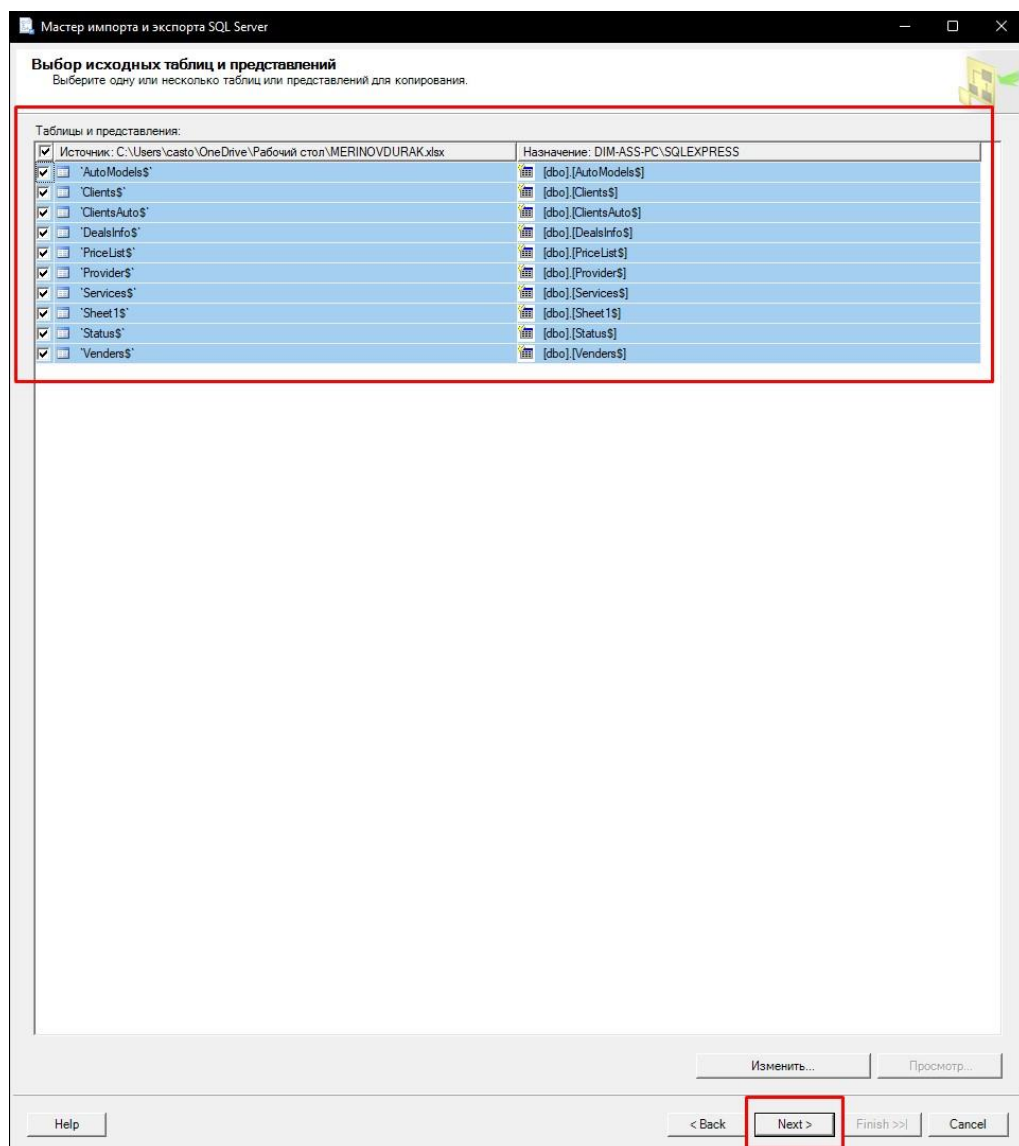 Мастер импорта и экспорта SQL Server
Выбор исходных таблиц и представлений
Выберите одну или несколько таблиц или представлений для копирования.
Таблицы и представления:
Источник: C:\Users\casto\OneDrive\Рабочий стол\MERINOVDURAK.xlsx Назначение: DIM-ASS-PC\SQLEXPRESS
`AutoModels$` [dbo].[AutoModels$]
`Clients$` [dbo].[Clients$]
`ClientsAuto$` [dbo].[ClientsAuto$]
`DealsInfo$` [dbo].[DealsInfo$]
`PriceList$` [dbo].[PriceList$]
`Provider$` [dbo].[Provider$]
`Services$` [dbo].[Services$]
`Sheet1$` [dbo].[Sheet1$]
`Status$` [dbo].[Status$]
`Venders$` [dbo].[Venders$]
Изменить... Просмотр...
Help < Back Next > Finish >>| Cancel